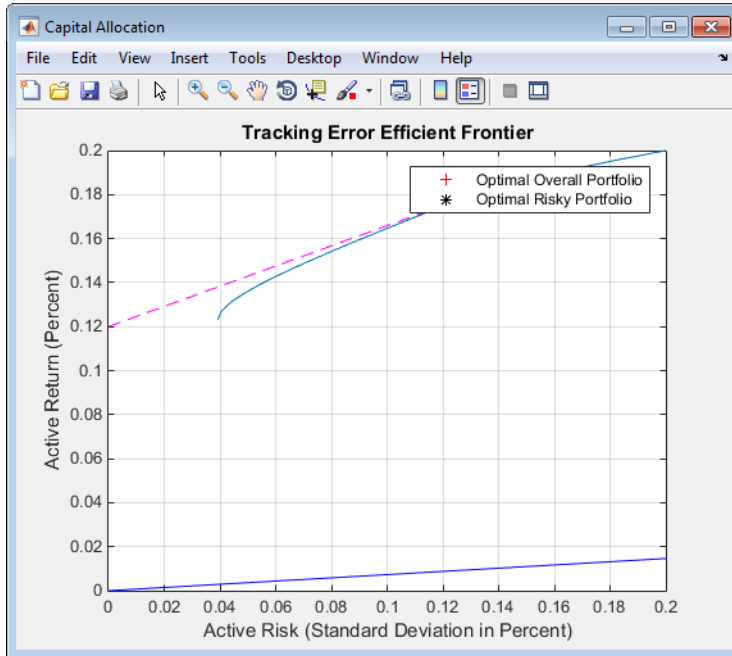 Capital Allocation
File Edit View Insert Tools Desktop Window Help
Tracking Error Efficient Frontier
Optimal Overall Portfolio
Optimal Risky Portfolio
Active Return (Percent)
0.2
0.18
0.16
0.14
0.12
0.1
0.08
0.06
0.04
0.02
0
0 0.02 0.04 0.06 0.08 0.1 0.12 0.14 0.16 0.18 0.2
Active Risk (Standard Deviation in Percent)